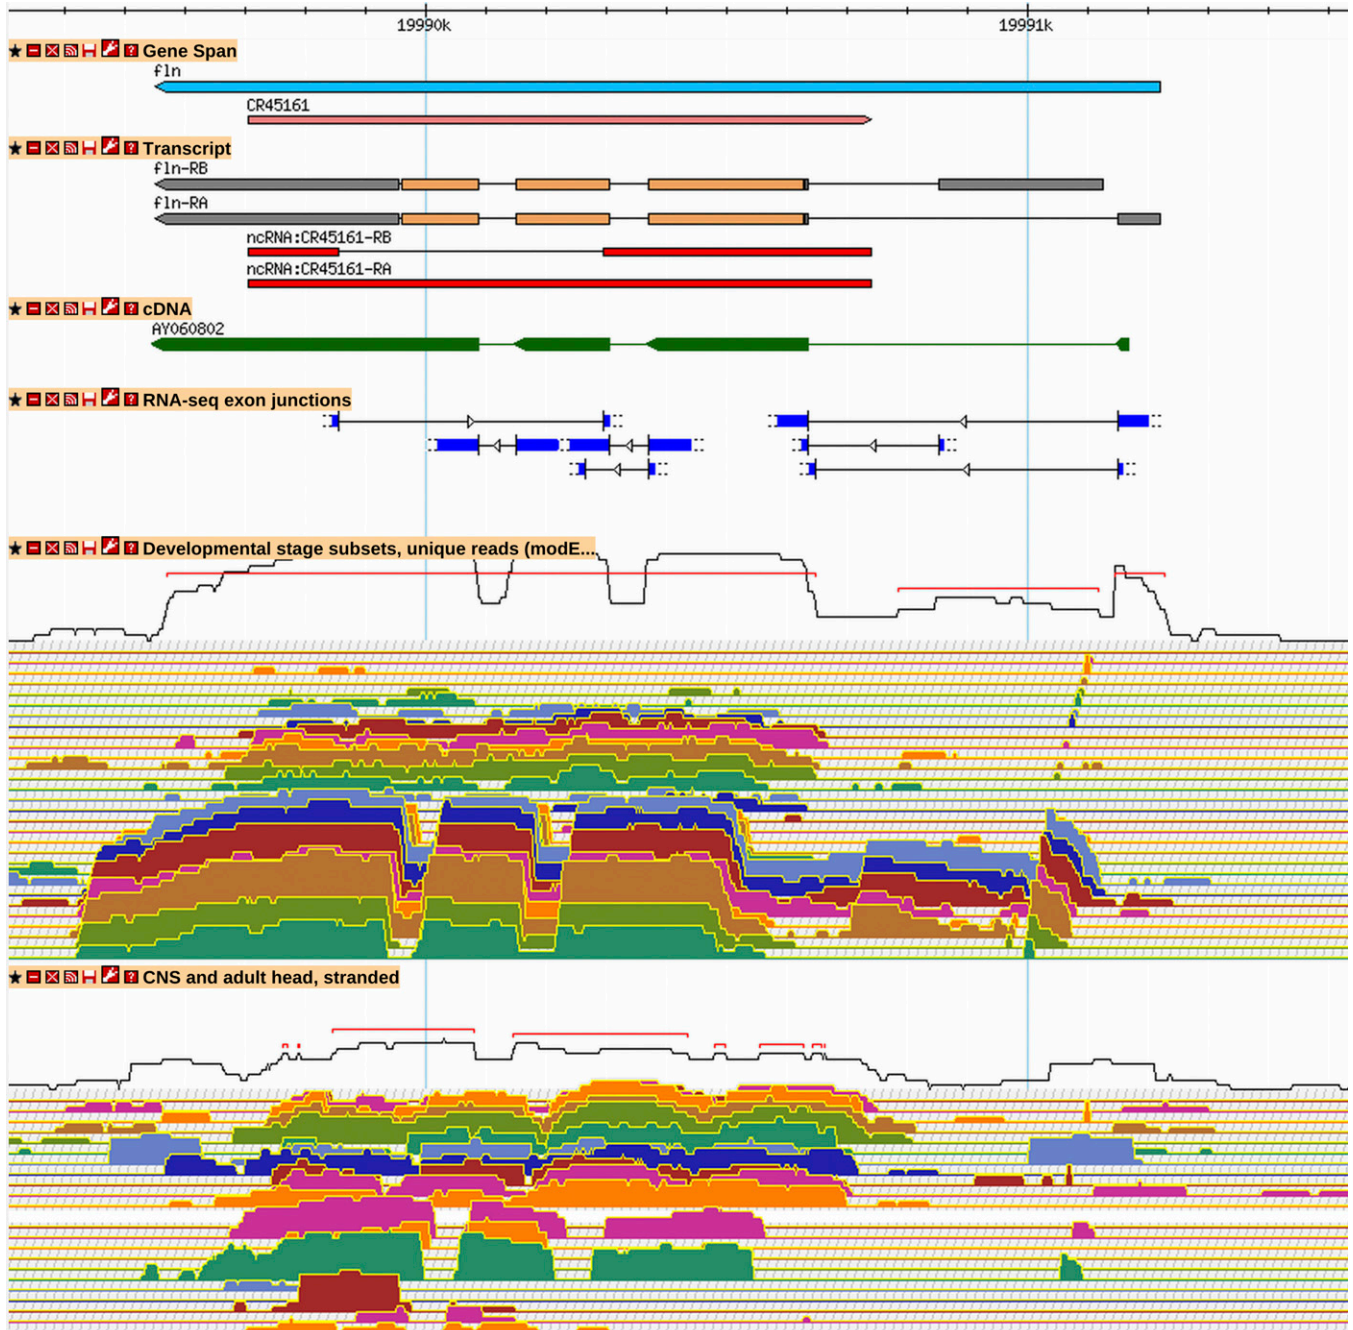 19990k 19991k
Gene Span
fln
CR45161
Transcript
fln-RB
fln-RA
ncRNA:CR45161-RB
ncRNA:CR45161-RA
cDNA
AY060802
RNA-seq exon junctions
Developmental stage subsets, unique reads (modE...
CNS and adult head, stranded